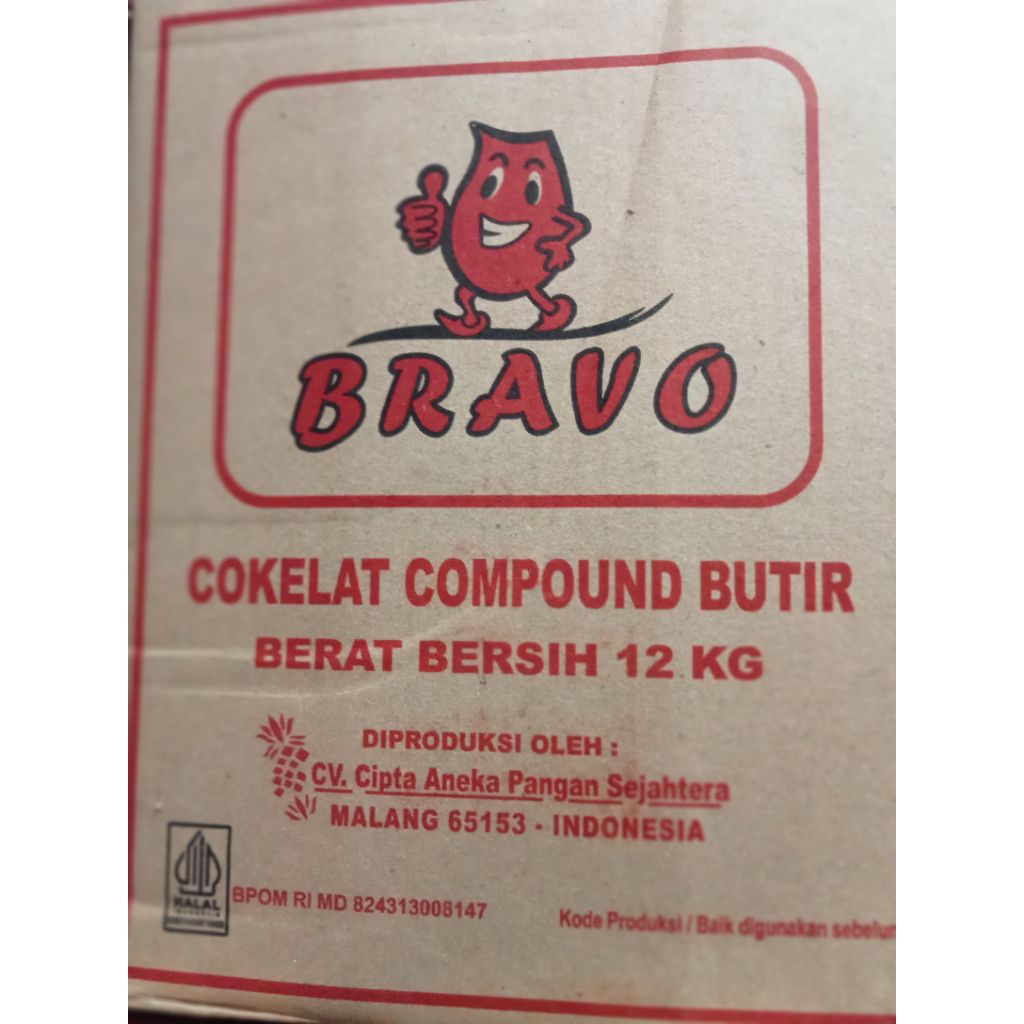 BRAVO
COKELAT COMPOUND BUTIR
BERAT BERSIH 12 KG
DIPRODUKSI OLEH :
CV. Cipta Aneka Pangan Sejahtera
MALANG 65153 - INDONESIA
HALAL
INDONESIA
BPOM RI MD 824313008147
Kode Produksi / Baik digunakan sebelum